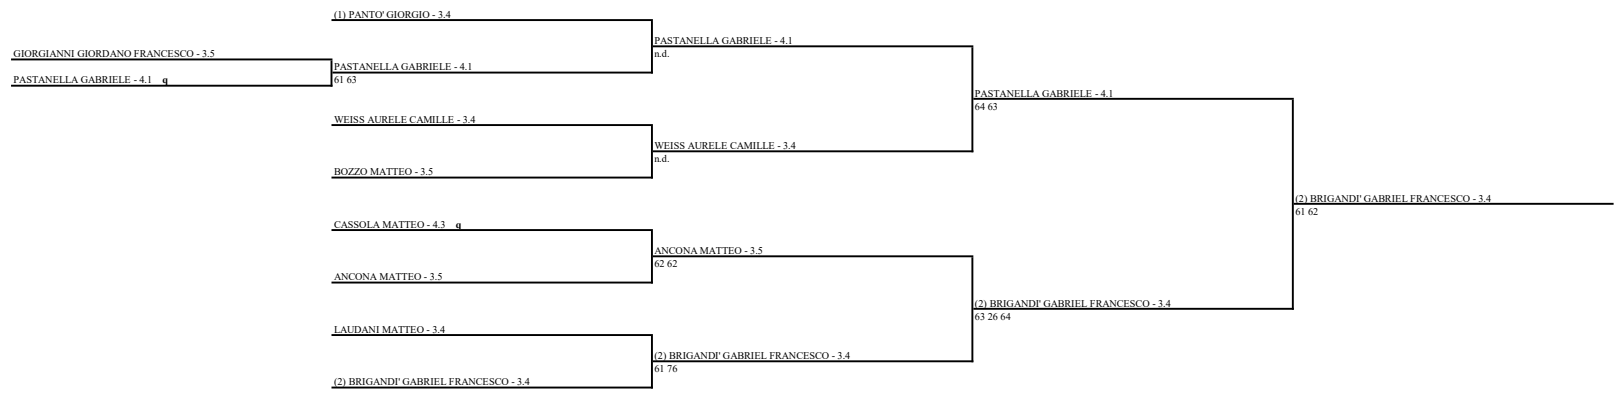 (1) PANTO' GIORGIO - 3.4
PASTANELLA GABRIELE - 4.1
n.d.
GIORGIANNI GIORDANO FRANCESCO - 3.5
PASTANELLA GABRIELE - 4.1
61 63
PASTANELLA GABRIELE - 4.1 q
PASTANELLA GABRIELE - 4.1
64 63
WEISS AURELE CAMILLE - 3.4
WEISS AURELE CAMILLE - 3.4
n.d.
BOZZO MATTEO - 3.5
(2) BRIGANDI' GABRIEL FRANCESCO - 3.4
61 62
CASSOLA MATTEO - 4.3 q
ANCONA MATTEO - 3.5
62 62
ANCONA MATTEO - 3.5
(2) BRIGANDI' GABRIEL FRANCESCO - 3.4
63 26 64
LAUDANI MATTEO - 3.4
(2) BRIGANDI' GABRIEL FRANCESCO - 3.4
61 76
(2) BRIGANDI' GABRIEL FRANCESCO - 3.4